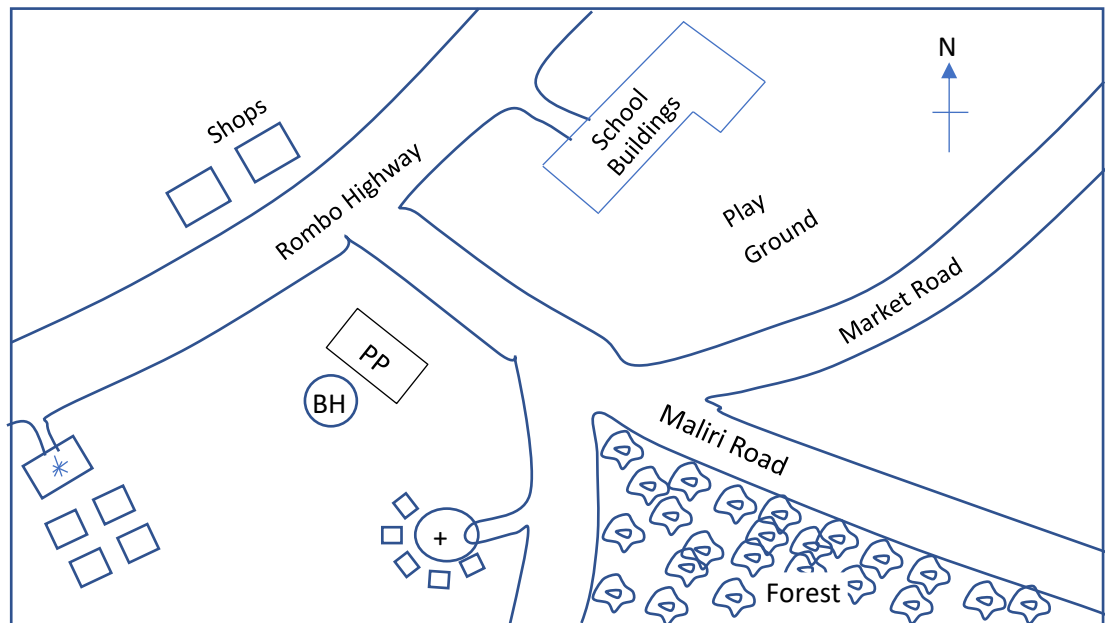 N
Shops
School
Buildings
Rombo Highway
Play
Ground
Market Road
PP
BH
Maliri Road
+
Forest